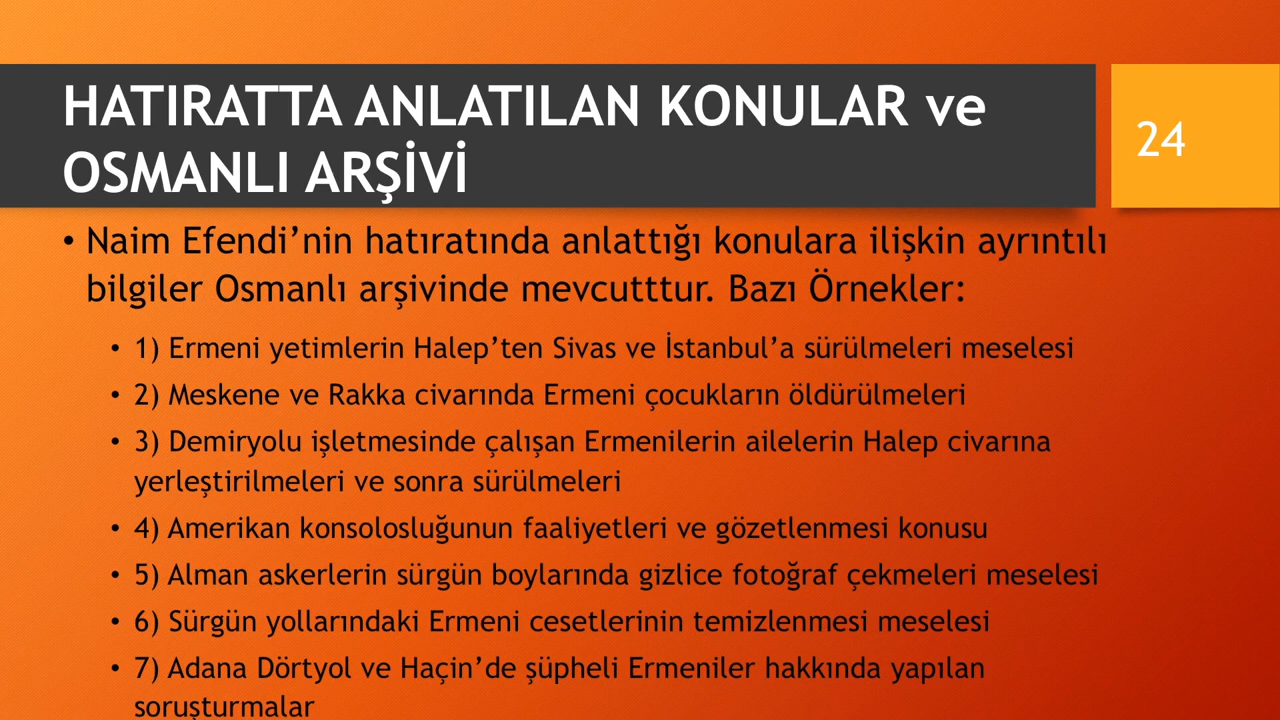 HATIRATTA ANLATILAN KONULAR ve
OSMANLI ARŞİVİ
24
• Naim Efendi’nin hatıratında anlattığı konulara ilişkin ayrıntılı
bilgiler Osmanlı arşivinde mevcutttur. Bazı Örnekler:
• 1) Ermeni yetimlerin Halep’ten Sivas ve İstanbul’a sürülmeleri meselesi
• 2) Meskene ve Rakka civarında Ermeni çocukların öldürülmeleri
• 3) Demiryolu işletmesinde çalışan Ermenilerin ailelerin Halep civarına
yerleştirilmeleri ve sonra sürülmeleri
• 4) Amerikan konsolosluğunun faaliyetleri ve gözetlenmesi konusu
• 5) Alman askerlerin sürgün boylarında gizlice fotoğraf çekmeleri meselesi
• 6) Sürgün yollarındaki Ermeni cesetlerinin temizlenmesi meselesi
• 7) Adana Dörtyol ve Haçin’de şüpheli Ermeniler hakkında yapılan
soruşturmalar